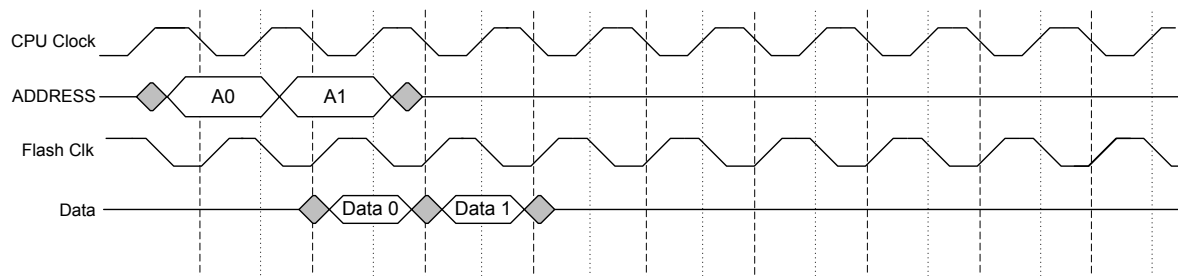 CPU Clock
ADDRESS A0 A1
Flash Clk
Data Data 0 Data 1